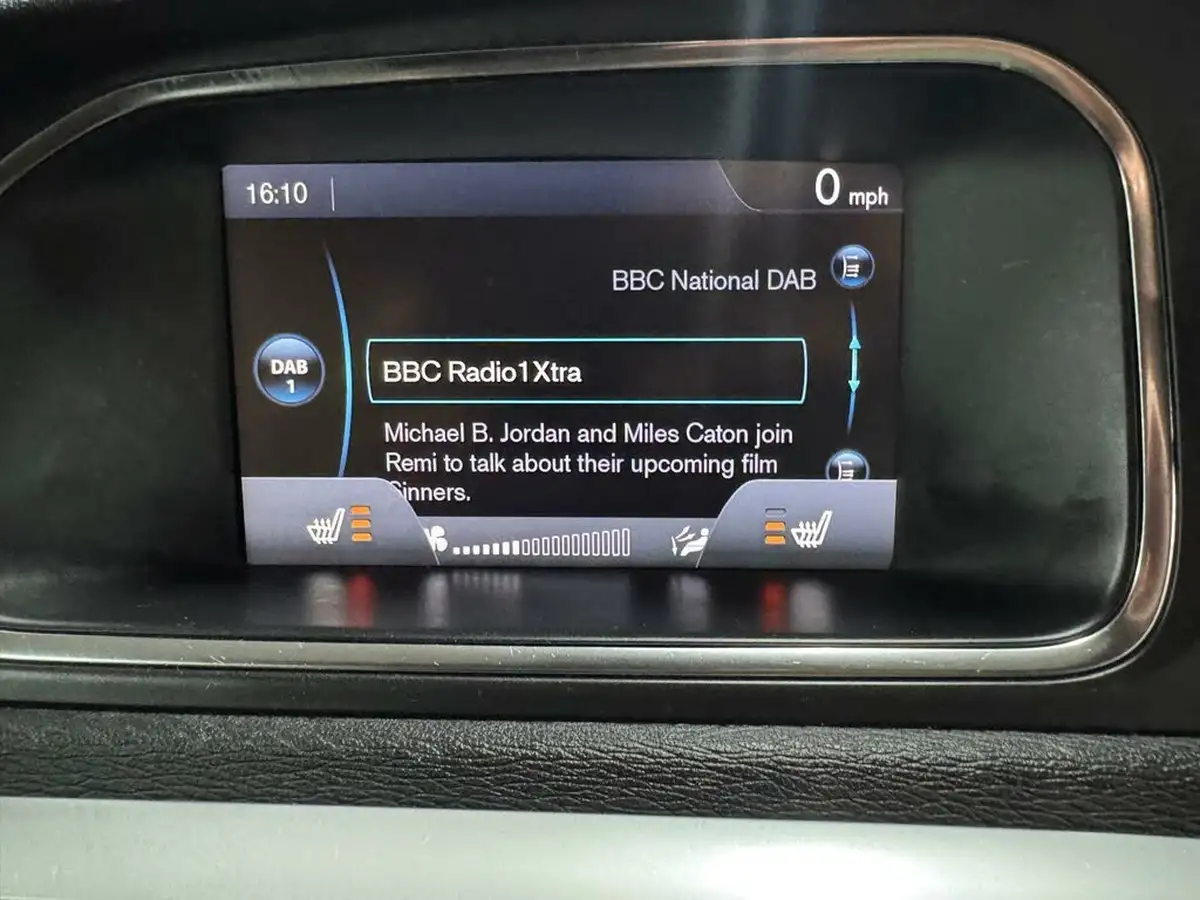 16:10
0 mph
BBC National DAB
DAB
1
BBC Radio1Xtra
Michael B. Jordan and Miles Caton join
Remi to talk about their upcoming film
Sinners.